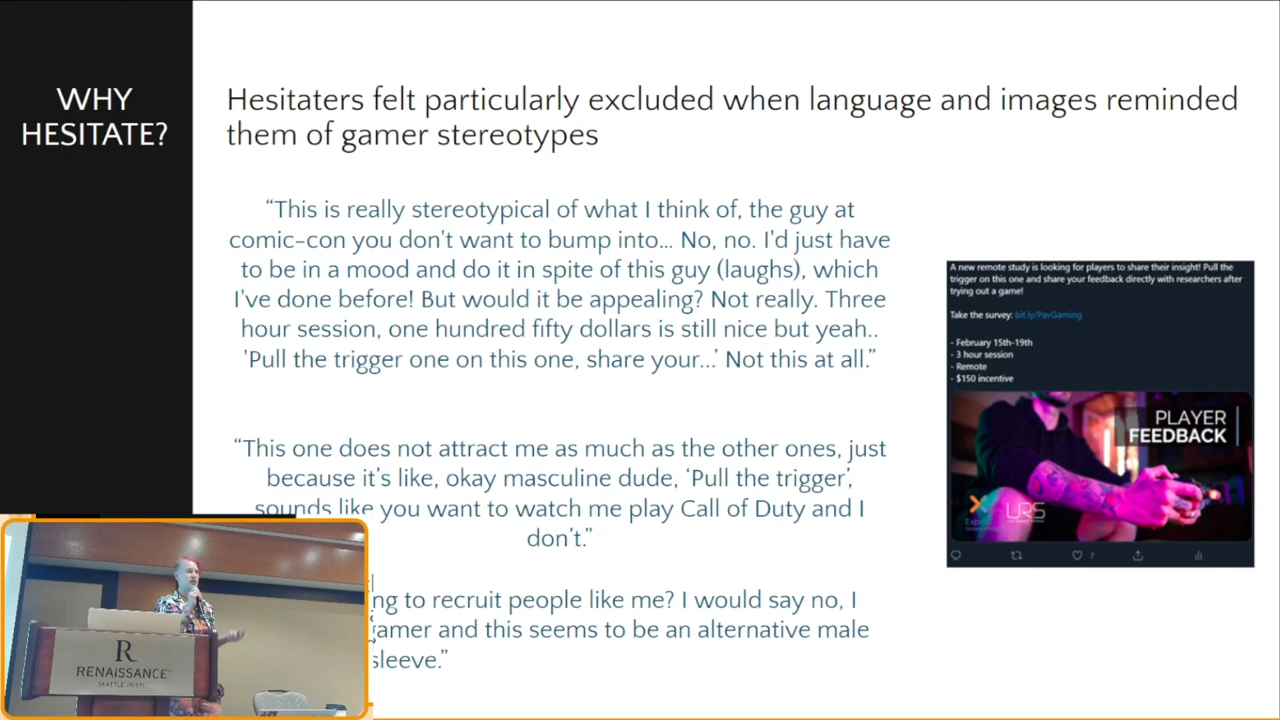 WHY
HESITATE?
Hesitaters felt particularly excluded when language and images reminded
them of gamer stereotypes
“This is really stereotypical of what I think of, the guy at
comic-con you don't want to bump into... No, no. I'd just have
to be in a mood and do it in spite of this guy (laughs), which
I've done before! But would it be appealing? Not really. Three
hour session, one hundred fifty dollars is still nice but yeah..
'Pull the trigger one on this one, share your...’ Not this at all.”
“This one does not attract me as much as the other ones, just
because it’s like, okay masculine dude, ‘Pull the trigger’,
sounds like you want to watch me play Call of Duty and I
don’t.”
ng to recruit people like me? I would say no, I
gamer and this seems to be an alternative male
sleeve.”
A new remote study is looking for players to share their insight! Pull the
trigger on this one and share your feedback directly with researchers after
trying out a game!
Take the survey: bit.ly/PavGaming
- February 15th-19th
- 3 hour session
- Remote
- $150 incentive
PLAYER
FEEDBACK
URS
7
R
RENAISSANCE
SEATTLE HOTEL